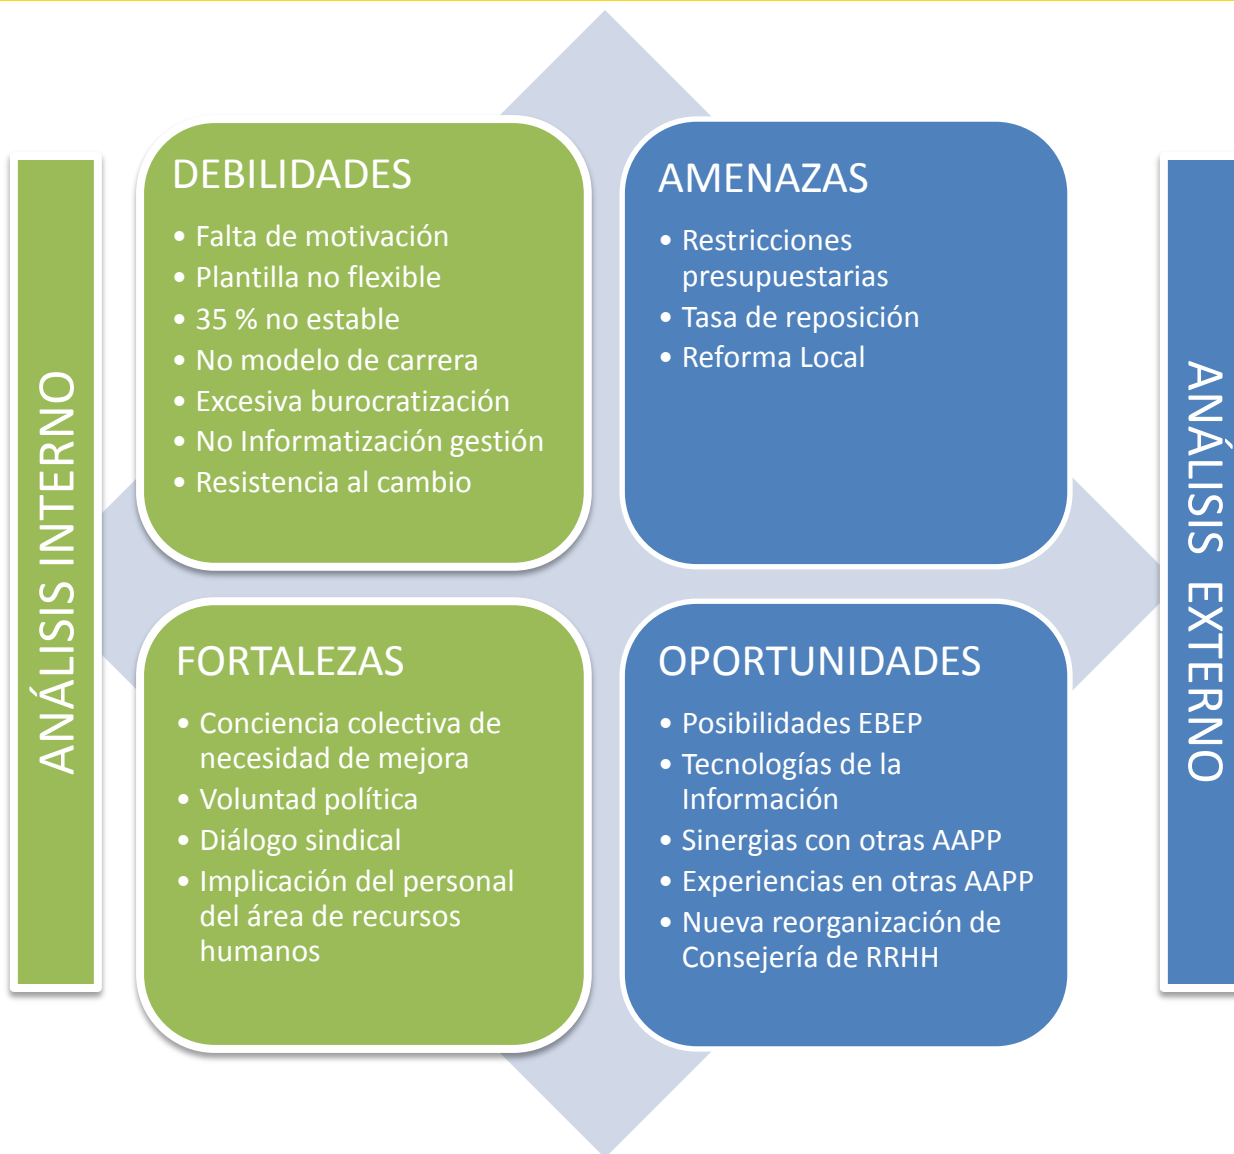 ANÁLISIS INTERNO
DEBILIDADES
• Falta de motivación
• Plantilla no flexible
• 35 % no estable
• No modelo de carrera
• Excesiva burocratización
• No Informatización gestión
• Resistencia al cambio
AMENAZAS
• Restricciones
presupuestarias
• Tasa de reposición
• Reforma Local
FORTALEZAS
• Conciencia colectiva de
necesidad de mejora
• Voluntad política
• Diálogo sindical
• Implicación del personal
del área de recursos
humanos
OPORTUNIDADES
• Posibilidades EBEP
• Tecnologías de la
Información
• Sinergias con otras AAPP
• Experiencias en otras AAPP
• Nueva reorganización de
Consejería de RRHH
ANÁLISIS EXTERNO